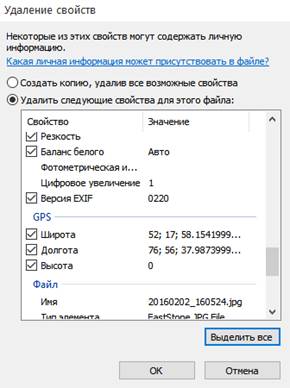 Удаление свойств
Некоторые из этих свойств могут содержать личную
информацию.
Какая личная информация может присутствовать в файле?
Создать копию, удалив все возможные свойства
Удалить следующие свойства для этого файла:
Свойство Значение
Резкость
Баланс белого Авто
Фотометрическая и...
Цифровое увеличение 1
Версия EXIF 0220
GPS
Широта 52; 17; 58.1541999...
Долгота 76; 56; 37.9873999...
Высота 0
Файл
Имя 20160202_160524.jpg
Тип элемента FastStone JPG File
Выделить все
ОК Отмена